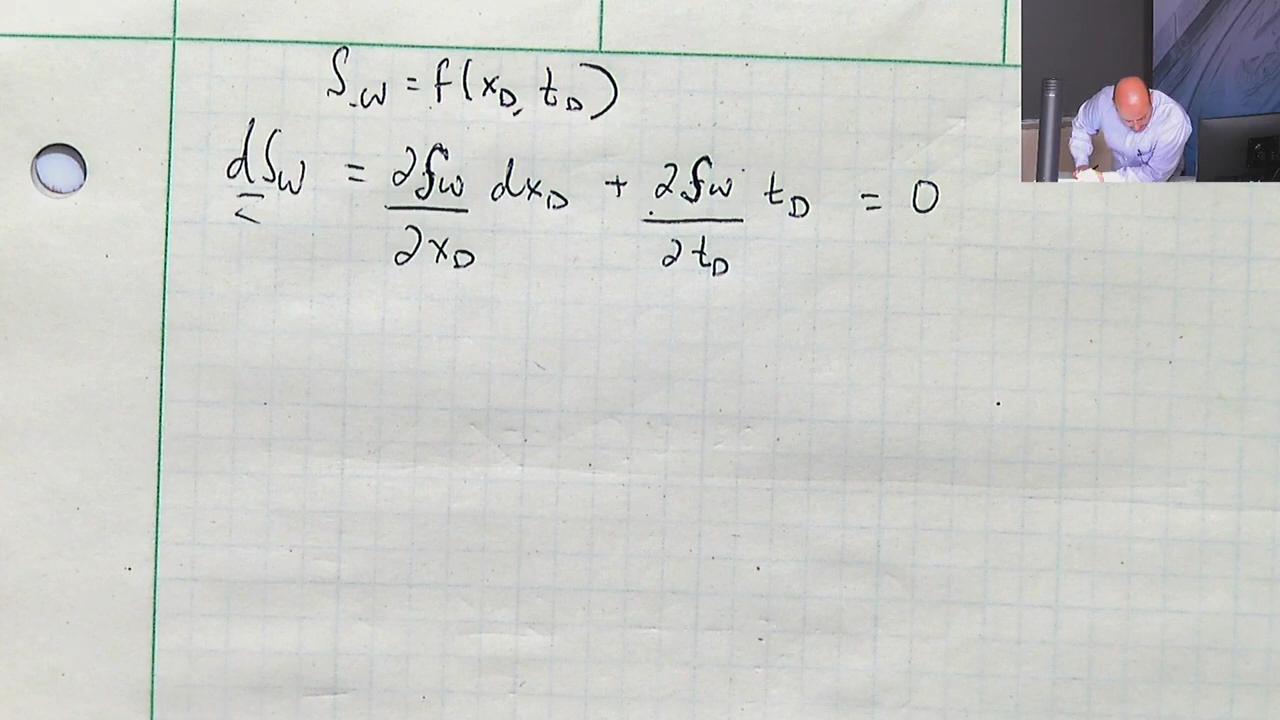 S_w = f(x_D, t_D)
dS_w = ∂f_w/∂x_D dx_D + ∂f_w/∂t_D t_D = 0